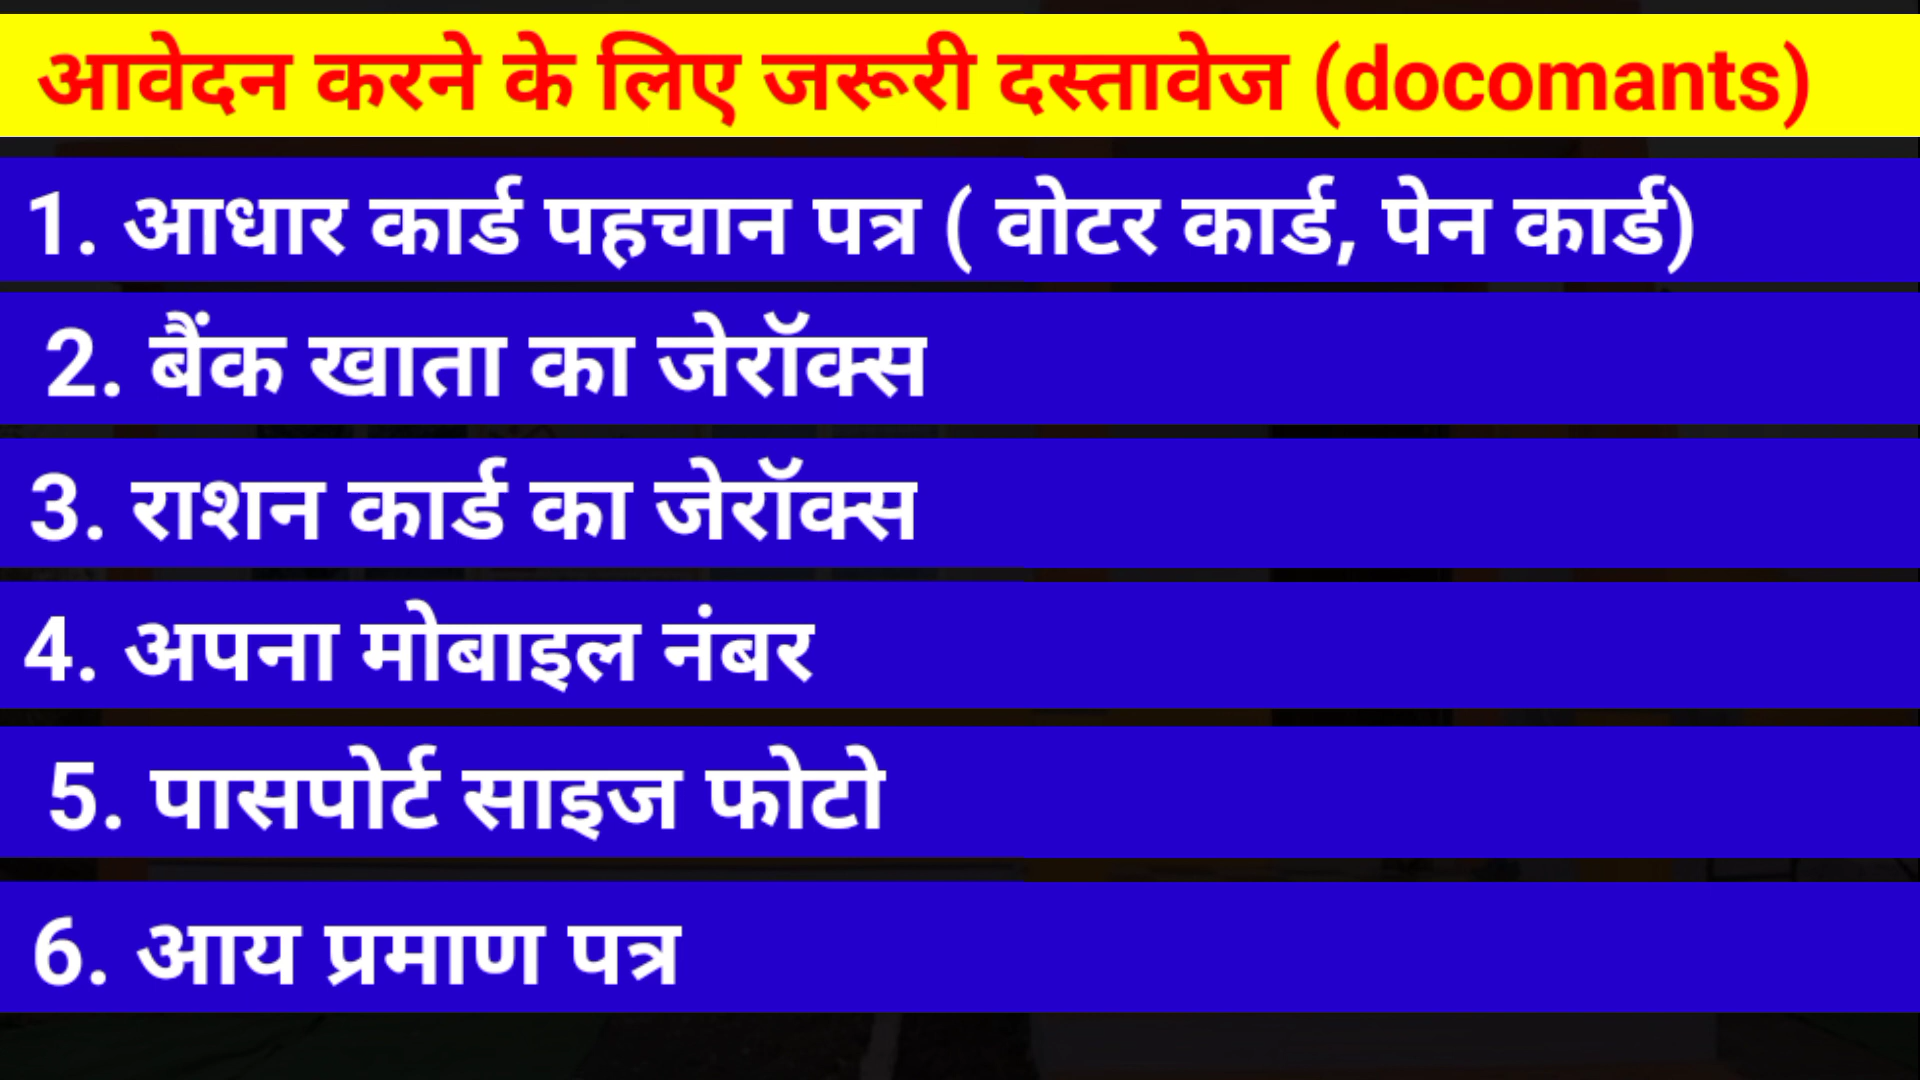 आवेदन करने के लिए जरूरी दस्तावेज (docomants)
1. आधार कार्ड पहचान पत्र ( वोटर कार्ड, पेन कार्ड)
2. बैंक खाता का जेरॉक्स
3. राशन कार्ड का जेरॉक्स
4. अपना मोबाइल नंबर
5. पासपोर्ट साइज फोटो
6. आय प्रमाण पत्र